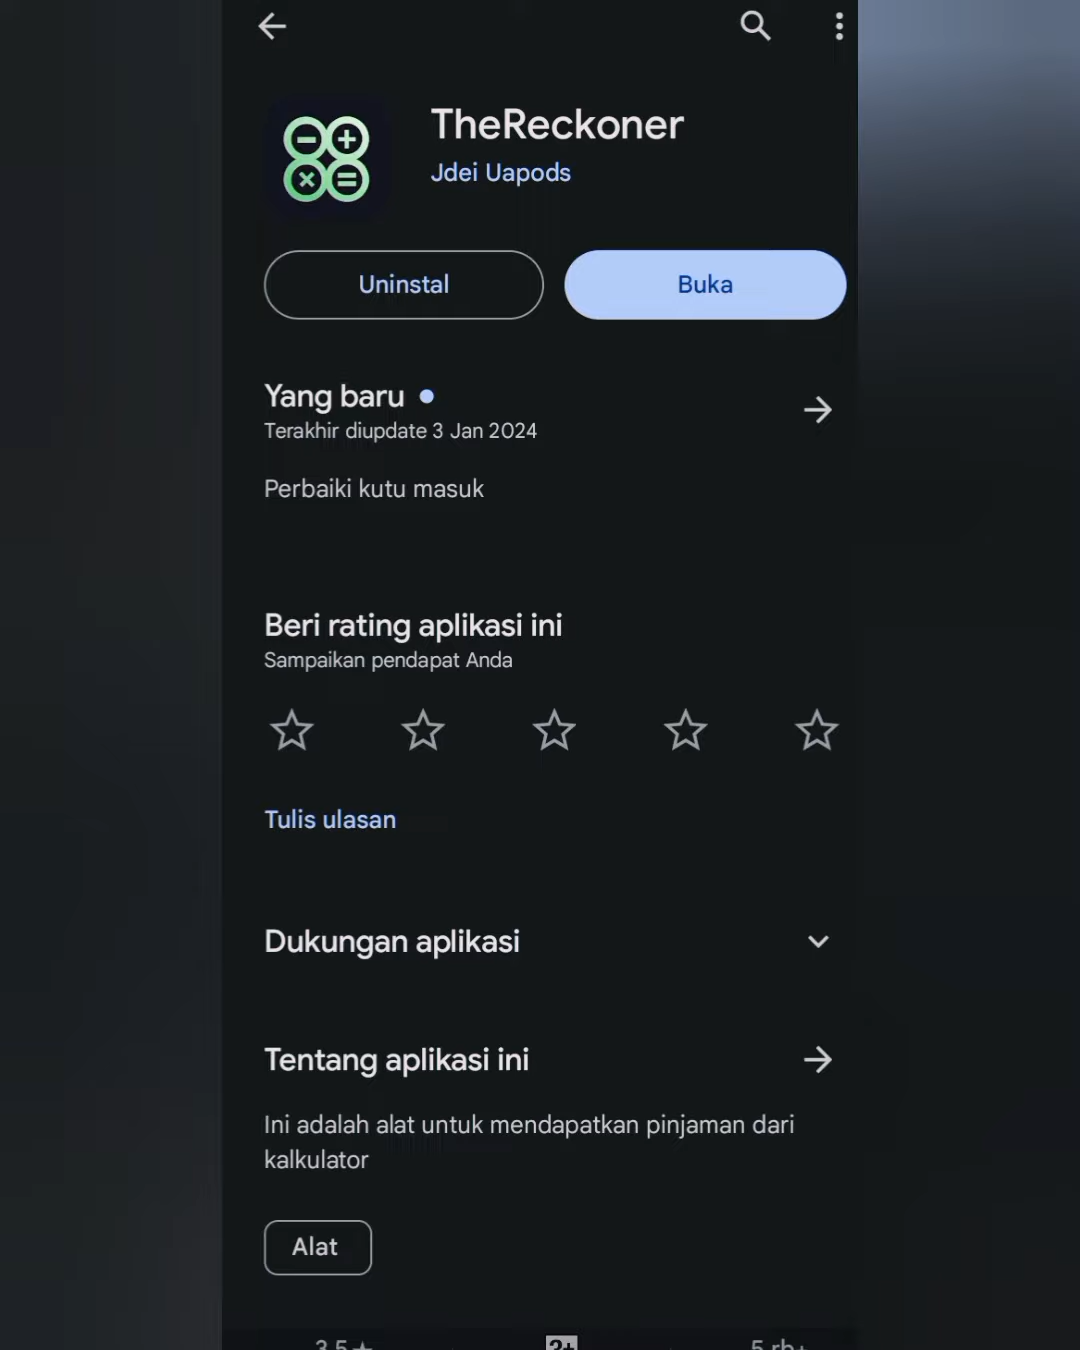 TheReckoner
Jdei Uapods
Uninstal
Buka
Yang baru
Terakhir diupdate 3 Jan 2024
Perbaiki kutu masuk
Beri rating aplikasi ini
Sampaikan pendapat Anda
Tulis ulasan
Dukungan aplikasi
Tentang aplikasi ini
Ini adalah alat untuk mendapatkan pinjaman dari
kalkulator
Alat